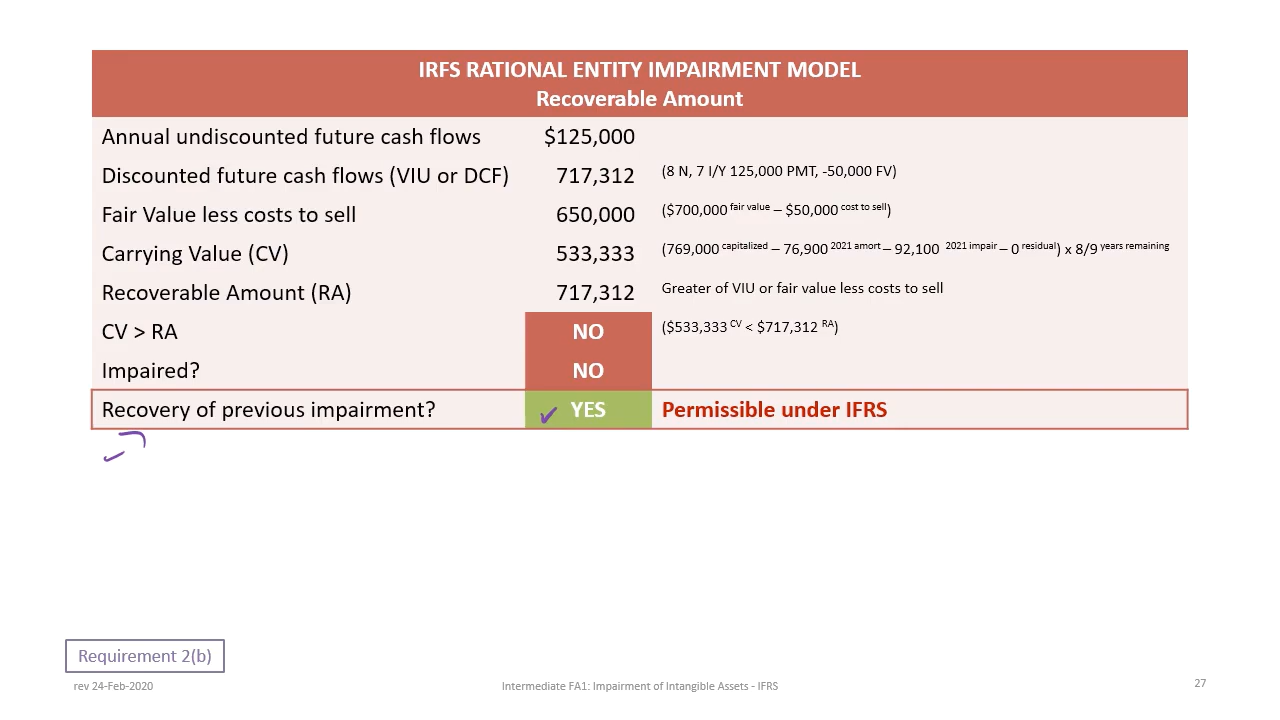 IRFS RATIONAL ENTITY IMPAIRMENT MODEL
Recoverable Amount
Annual undiscounted future cash flows $125,000
Discounted future cash flows (VIU or DCF) 717,312 (8 N, 7 I/Y 125,000 PMT, -50,000 FV)
Fair Value less costs to sell 650,000 ($700,000 fair value – $50,000 cost to sell)
Carrying Value (CV) 533,333 (769,000 capitalized – 76,900 2021 amort – 92,100 2021 impair – 0 residual) x 8/9 years remaining
Recoverable Amount (RA) 717,312 Greater of VIU or fair value less costs to sell
CV > RA NO ($533,333 CV < $717,312 RA)
Impaired? NO
Recovery of previous impairment? ✔ YES Permissible under IFRS
Requirement 2(b)
rev 24-Feb-2020 Intermediate FA1: Impairment of Intangible Assets - IFRS 27